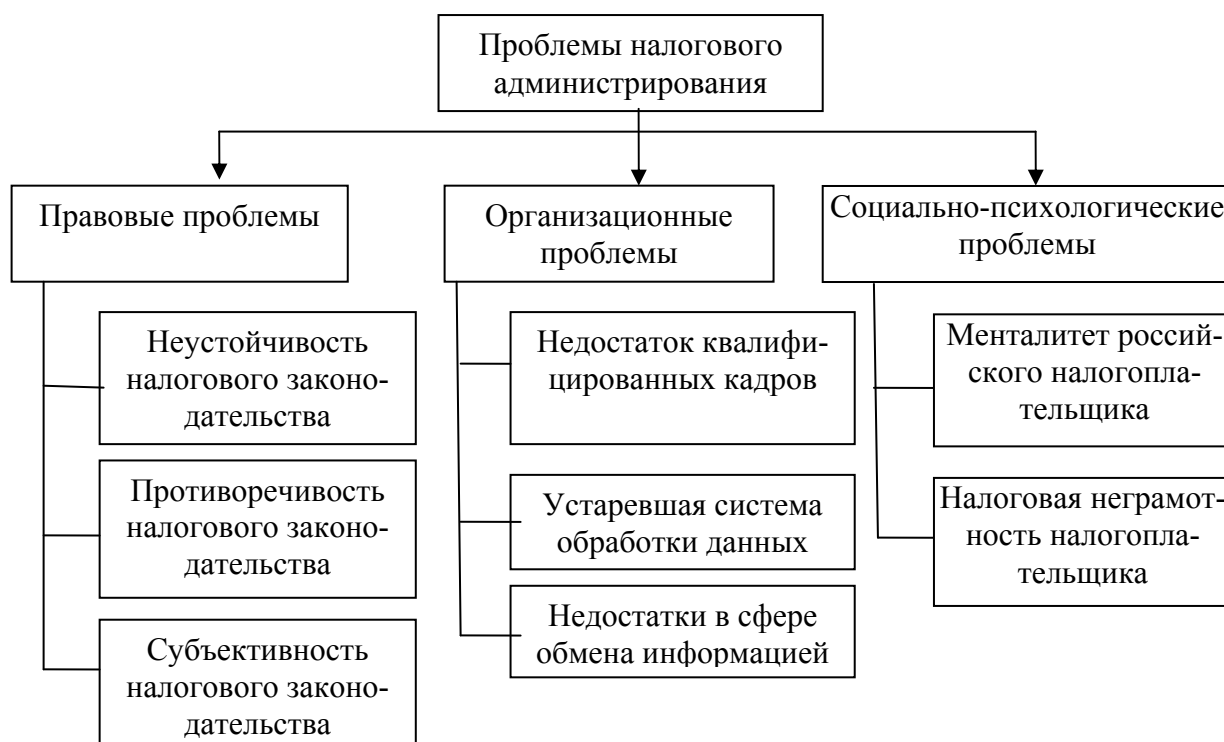 Проблемы налогового
администрирования
Правовые проблемы
Организационные
проблемы
Социально-психологические
проблемы
Неустойчивость
налогового законо-
дательства
Противоречивость
налогового законо-
дательства
Субъективность
налогового законо-
дательства
Недостаток квалифи-
цированных кадров
Устаревшая система
обработки данных
Недостатки в сфере
обмена информацией
Менталитет россий-
ского налогопла-
тельщика
Налоговая неграмот-
ность налогопла-
тельщика